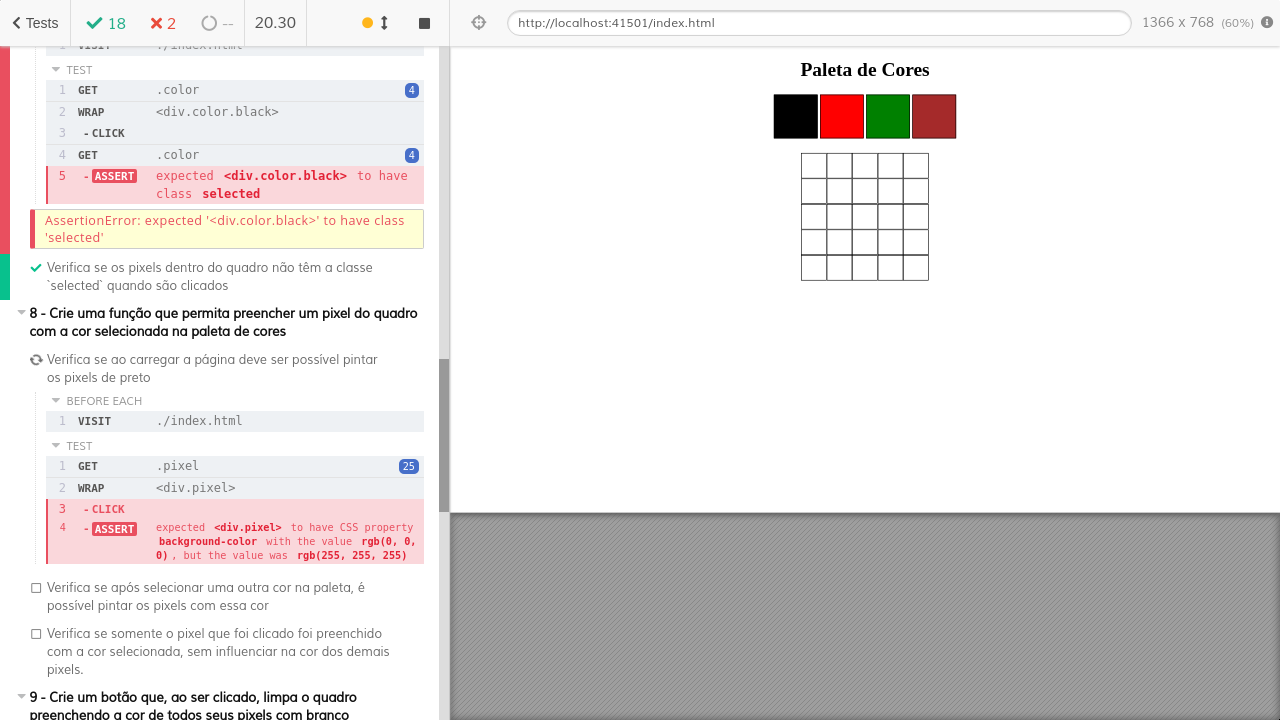 Tests 18 2 -- 20.30 http://localhost:41501/index.html 1366 x 768 (60%)
1 VISIT ./index.html
TEST
1 GET .color 4
2 WRAP <div.color.black>
3 - CLICK
4 GET .color 4
5 - ASSERT expected <div.color.black> to have
class selected
AssertionError: expected '<div.color.black>' to have class
'selected'
Verifica se os pixels dentro do quadro não têm a classe
`selected` quando são clicados
8 - Crie uma função que permita preencher um pixel do quadro
com a cor selecionada na paleta de cores
Verifica se ao carregar a página deve ser possível pintar
os pixels de preto
BEFORE EACH
1 VISIT ./index.html
TEST
1 GET .pixel 25
2 WRAP <div.pixel>
3 - CLICK
4 - ASSERT expected <div.pixel> to have CSS property
background-color with the value rgb(0, 0,
0), but the value was rgb(255, 255, 255)
Verifica se após selecionar uma outra cor na paleta, é
possível pintar os pixels com essa cor
Verifica se somente o pixel que foi clicado foi preenchido
com a cor selecionada, sem influenciar na cor dos demais
pixels.
9 - Crie um botão que, ao ser clicado, limpa o quadro
preenchendo a cor de todos seus pixels com branco
Paleta de Cores